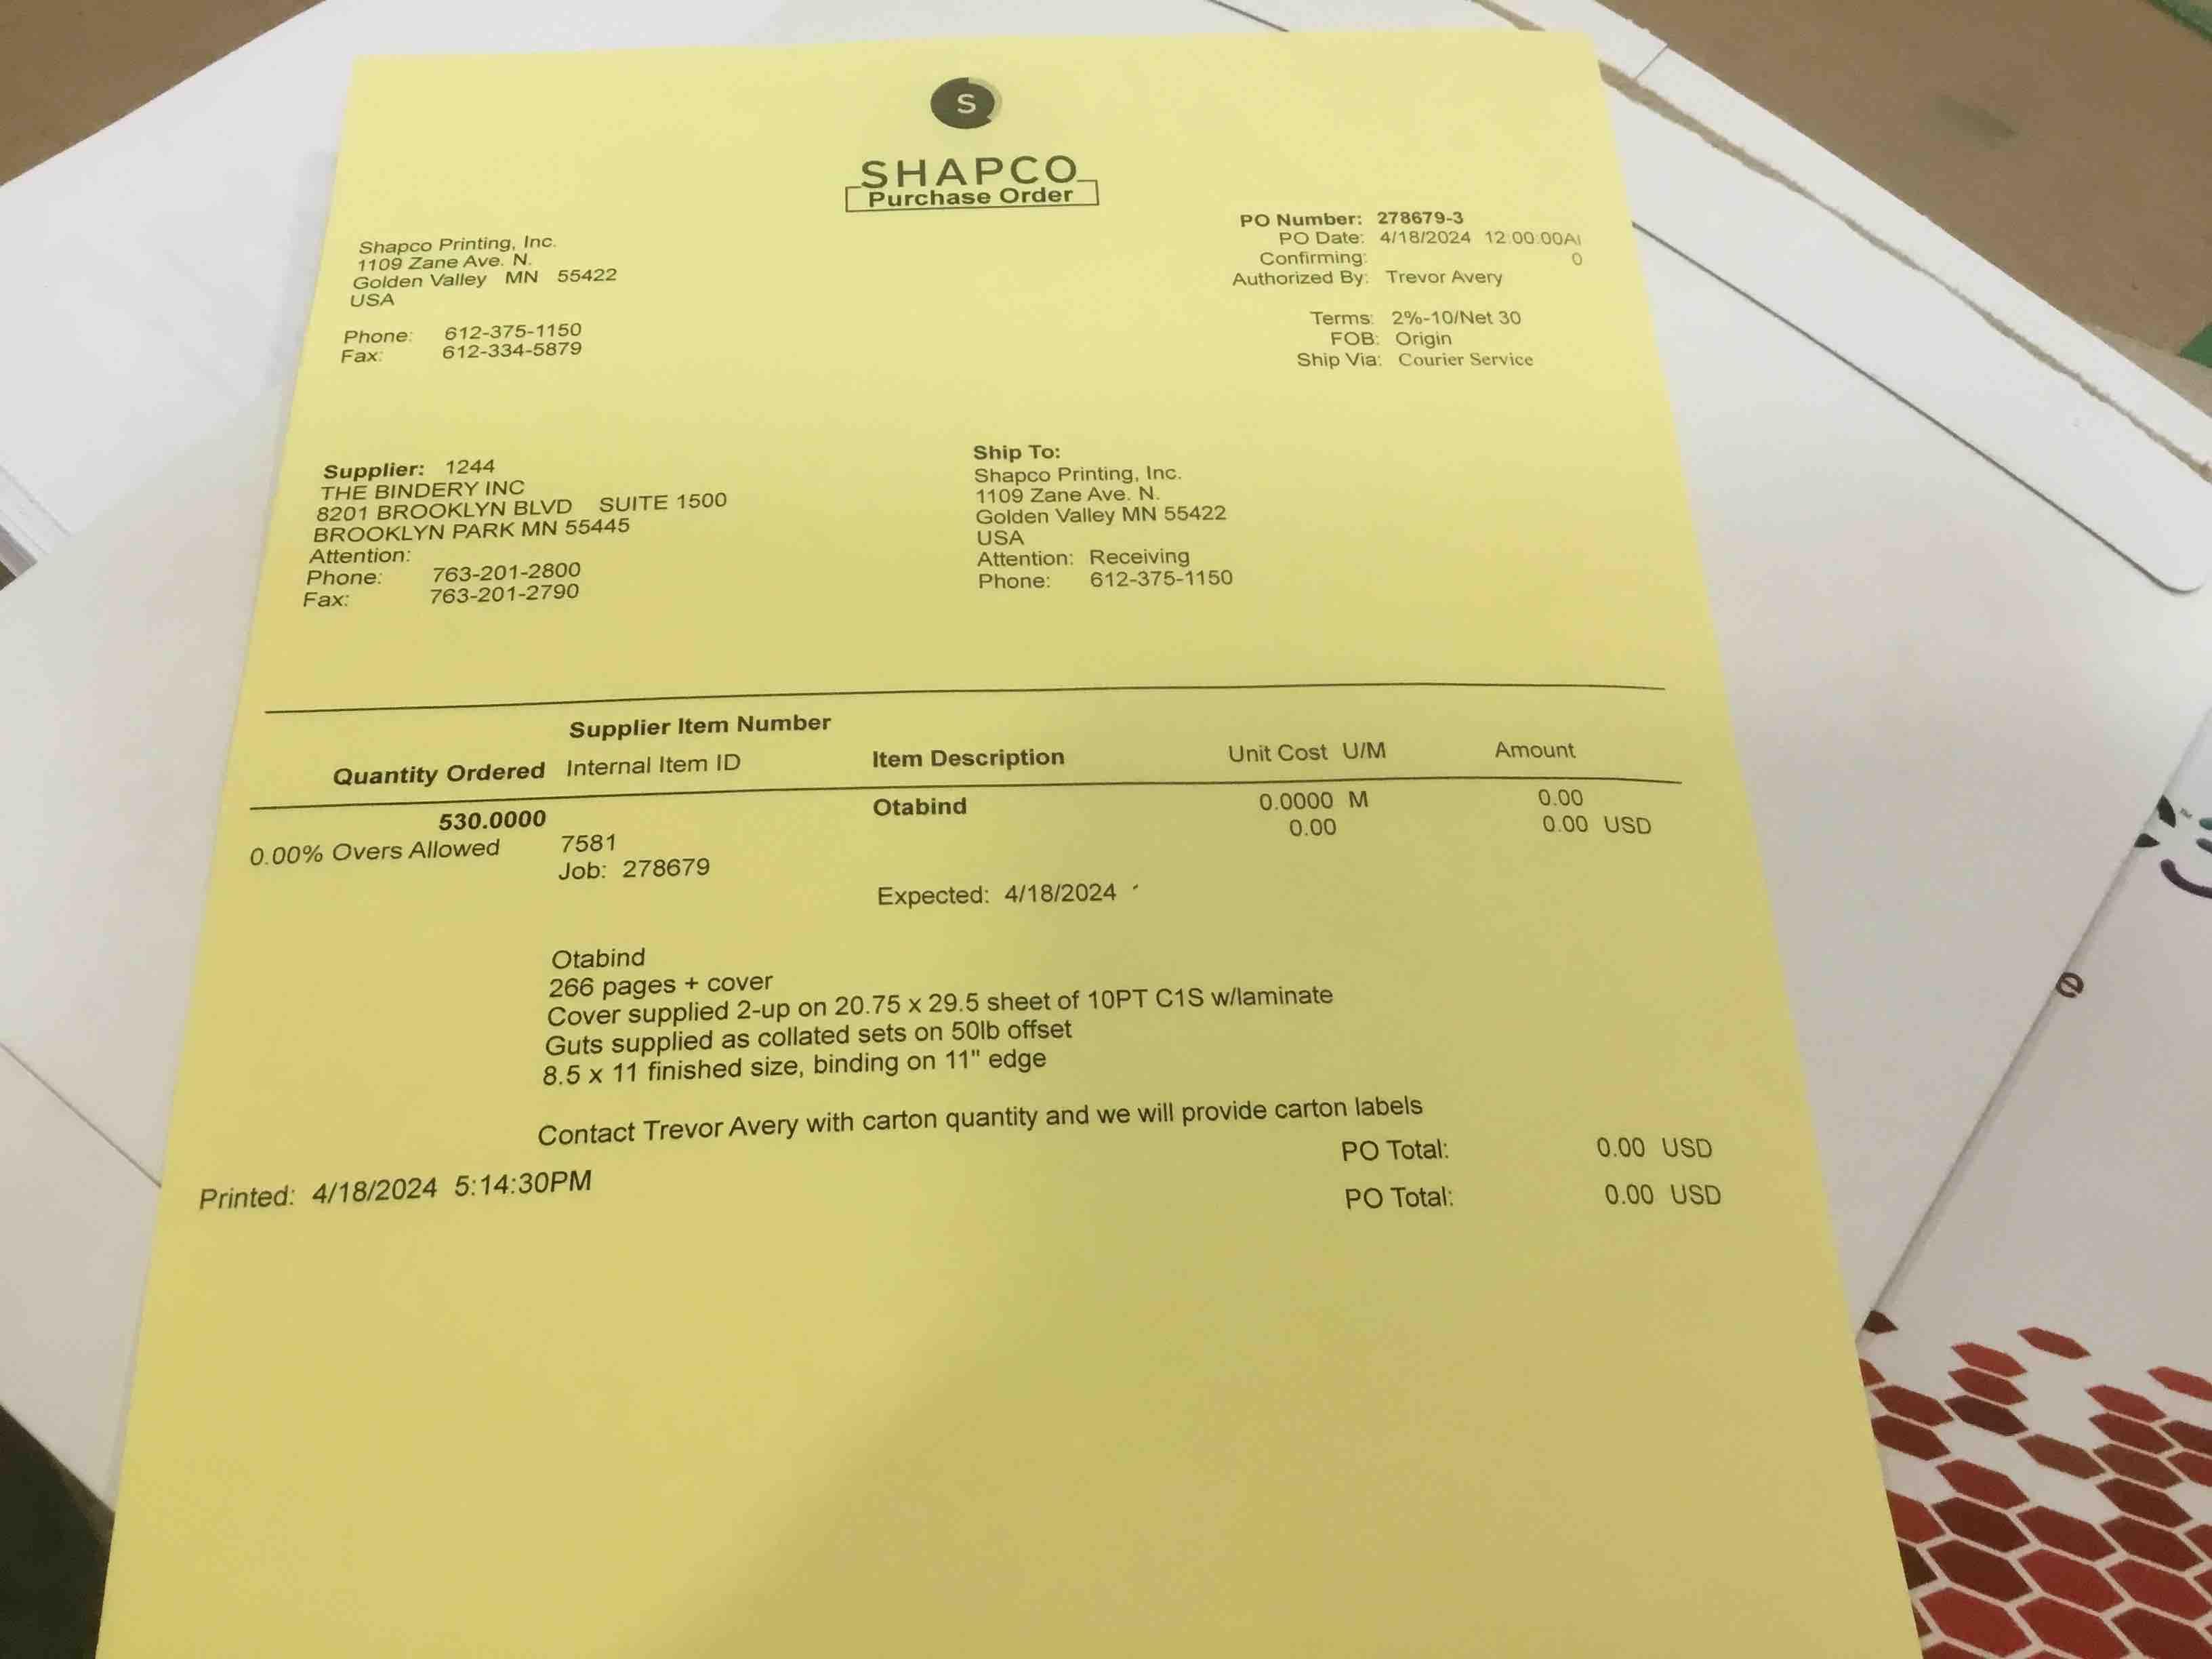 S
SHAPCO
Purchase Order
Shapco Printing, Inc.
1109 Zane Ave. N.
Golden Valley MN 55422
USA
Phone: 612-375-1150
Fax: 612-334-5879
PO Number: 278679-3
PO Date: 4/18/2024 12:00:00A
Confirming: 0
Authorized By: Trevor Avery
Terms: 2%-10/Net 30
FOB: Origin
Ship Via: Courier Service
Supplier: 1244
THE BINDERY INC
8201 BROOKLYN BLVD SUITE 1500
BROOKLYN PARK MN 55445
Attention:
Phone: 763-201-2800
Fax: 763-201-2790
Ship To:
Shapco Printing, Inc.
1109 Zane Ave. N.
Golden Valley MN 55422
USA
Attention: Receiving
Phone: 612-375-1150
Supplier Item Number
Quantity Ordered Internal Item ID Item Description Unit Cost U/M Amount
530.0000 Otabind 0.0000 M 0.00
0.00% Overs Allowed 7581 0.00 0.00 USD
Job: 278679
Expected: 4/18/2024
Otabind
266 pages + cover
Cover supplied 2-up on 20.75 x 29.5 sheet of 10PT C1S w/laminate
Guts supplied as collated sets on 50lb offset
8.5 x 11 finished size, binding on 11" edge
Contact Trevor Avery with carton quantity and we will provide carton labels
PO Total: 0.00 USD
Printed: 4/18/2024 5:14:30PM
PO Total: 0.00 USD
e